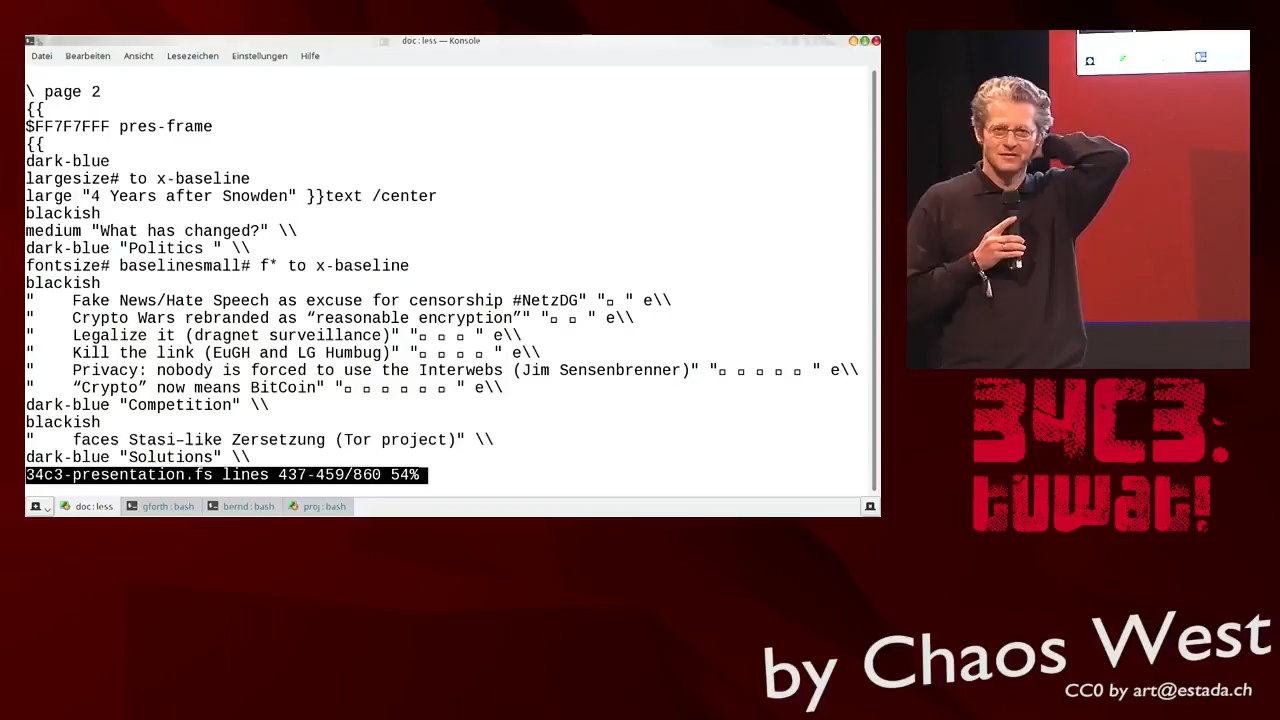 doc : less — Konsole
Datei Bearbeiten Ansicht Lesezeichen Einstellungen Hilfe
\ page 2
{{
$FF7F7FFF pres-frame
{{
dark-blue
largesize# to x-baseline
large "4 Years after Snowden" }}text /center
blackish
medium "What has changed?" \\
dark-blue "Politics " \\
fontsize# baselinesmall# f* to x-baseline
blackish
"    Fake News/Hate Speech as excuse for censorship #NetzDG" "▯ " e\\
"    Crypto Wars rebranded as “reasonable encryption”" "▯ ▯ " e\\
"    Legalize it (dragnet surveillance)" "▯ ▯ ▯ " e\\
"    Kill the link (EuGH and LG Humbug)" "▯ ▯ ▯ ▯ " e\\
"    Privacy: nobody is forced to use the Interwebs (Jim Sensenbrenner)" "▯ ▯ ▯ ▯ ▯ " e\\
"    “Crypto” now means BitCoin" "▯ ▯ ▯ ▯ ▯ ▯ " e\\
dark-blue "Competition" \\
blackish
"    faces Stasi–like Zersetzung (Tor project)" \\
dark-blue "Solutions" \\
34c3-presentation.fs lines 437-459/860 54%
doc : less gforth : bash bernd : bash proj : bash
34C3:
tuwat!
by Chaos West
CC0 by art@estada.ch